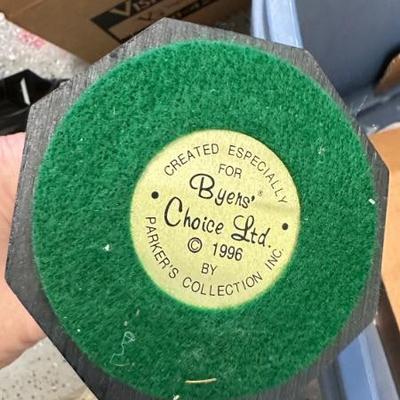 CREATED ESPECIALLY
FOR
Byers'®
Choice Ltd.
© 1996
BY
PARKER'S COLLECTION INC.